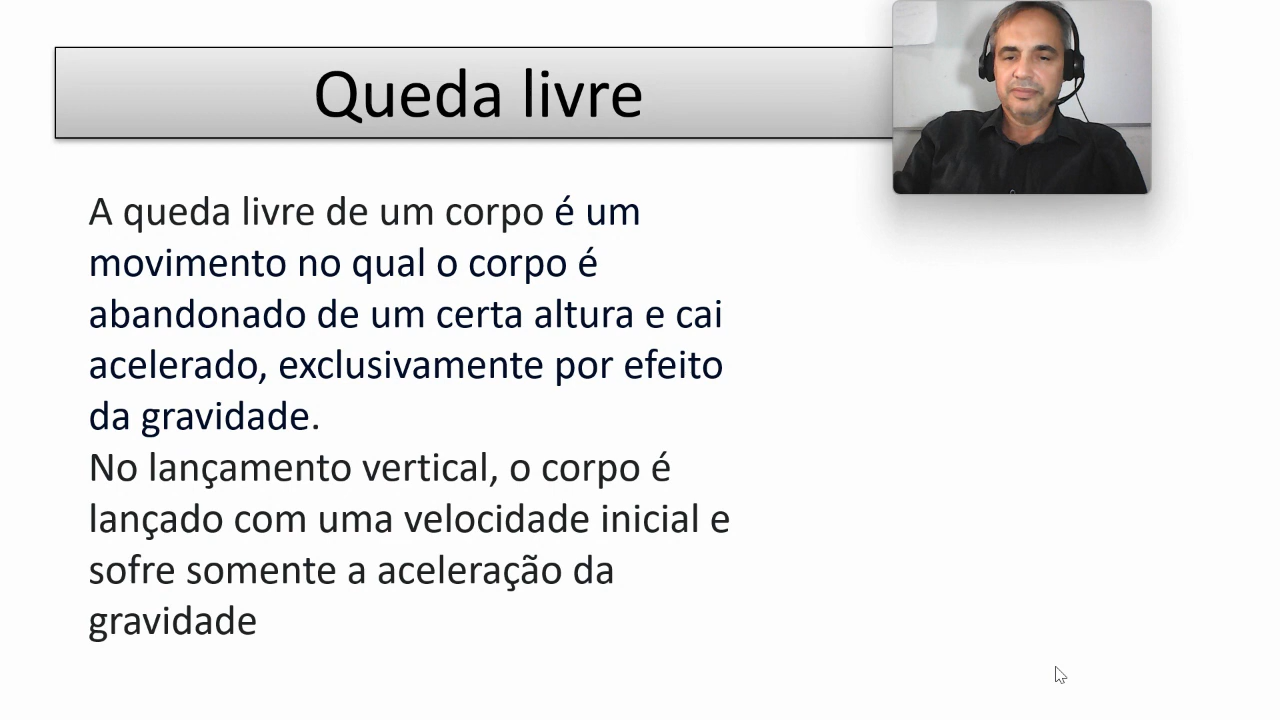 Queda livre
A queda livre de um corpo é um
movimento no qual o corpo é
abandonado de um certa altura e cai
acelerado, exclusivamente por efeito
da gravidade.
No lançamento vertical, o corpo é
lançado com uma velocidade inicial e
sofre somente a aceleração da
gravidade